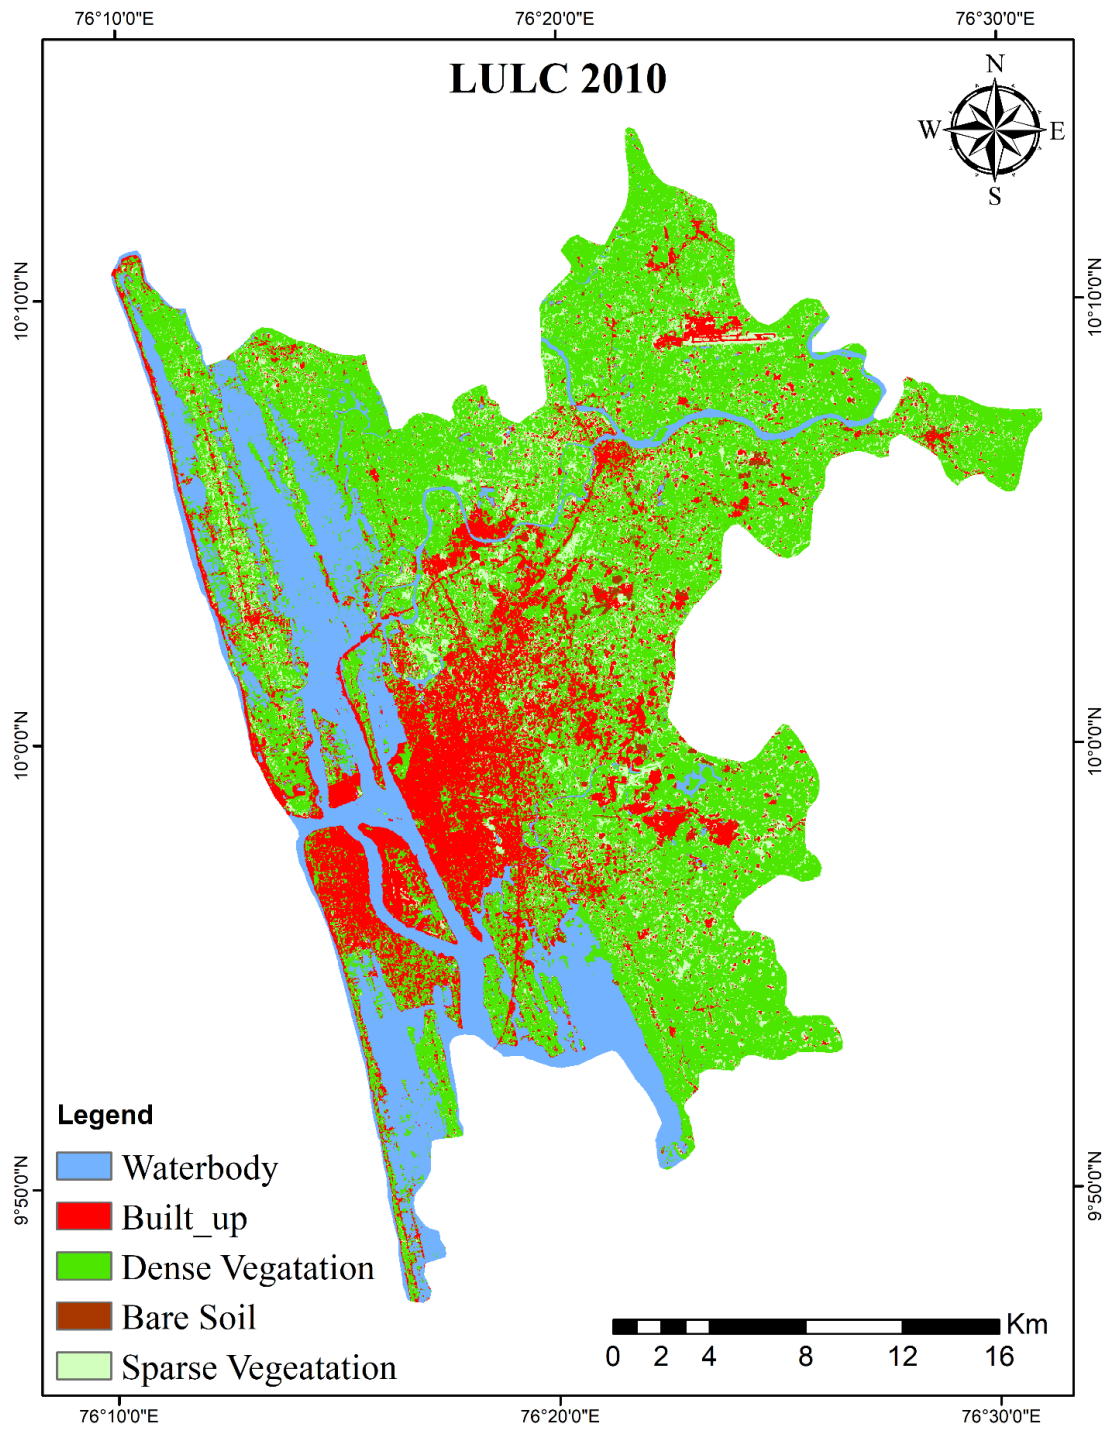 76°10'0"E 76°20'0"E 76°30'0"E
LULC 2010
N
W E
S
10°10'0"N 10°10'0"N
10°0'0"N 10°0'0"N
9°50'0"N 9°50'0"N
Legend
Waterbody
Built_up
Dense Vegatation
Bare Soil
Sparse Vegeatation
Km
0 2 4 8 12 16
76°10'0"E 76°20'0"E 76°30'0"E